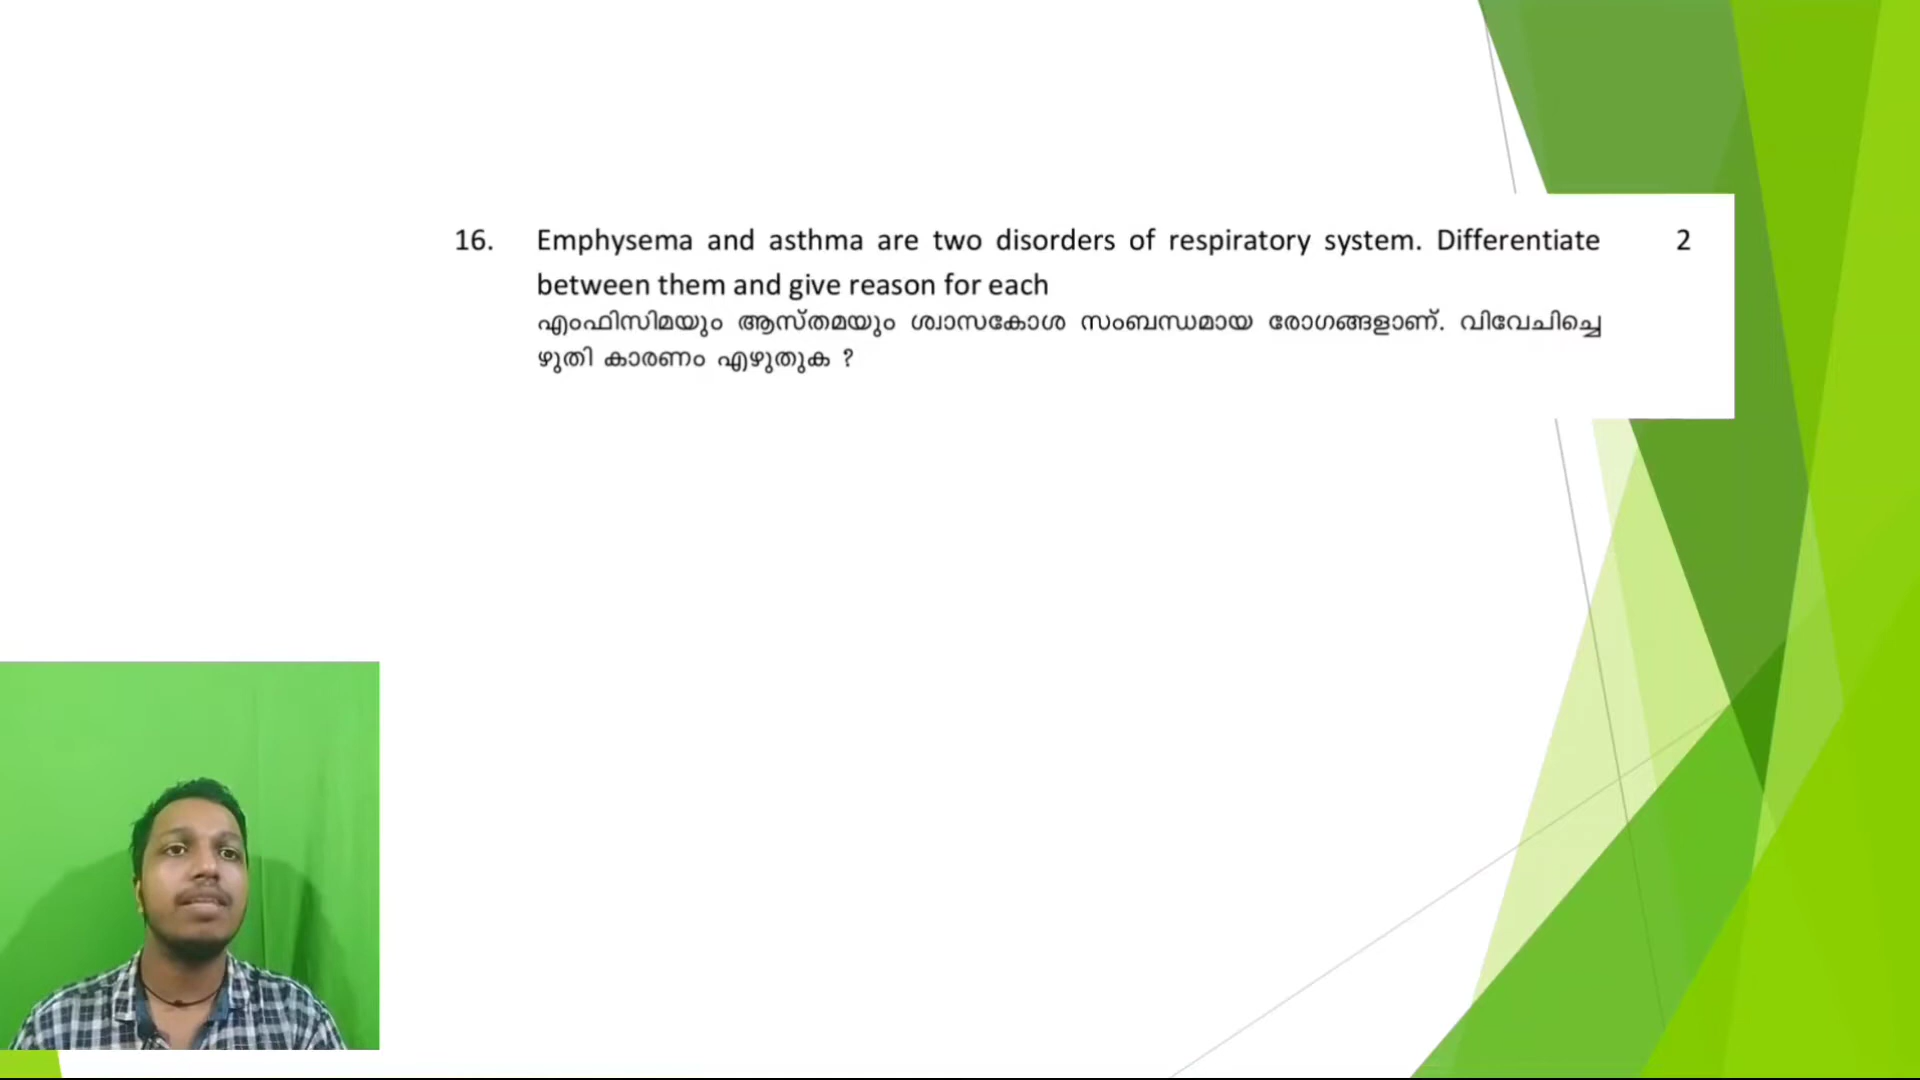 16. Emphysema and asthma are two disorders of respiratory system. Differentiate 2
between them and give reason for each
എംഫിസിമയും ആസ്തമയും ശ്വാസകോശ സംബന്ധമായ രോഗങ്ങളാണ്. വിവേചിച്ചെ
ഴുതി കാരണം എഴുതുക ?